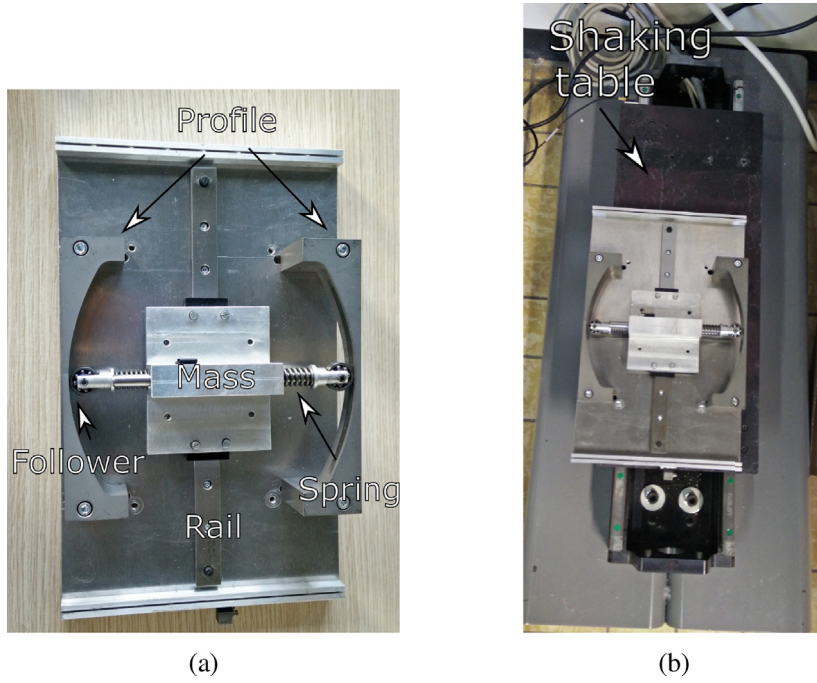 Shaking
table
Profile
Mass
Follower
Spring
Rail
(a)
(b)